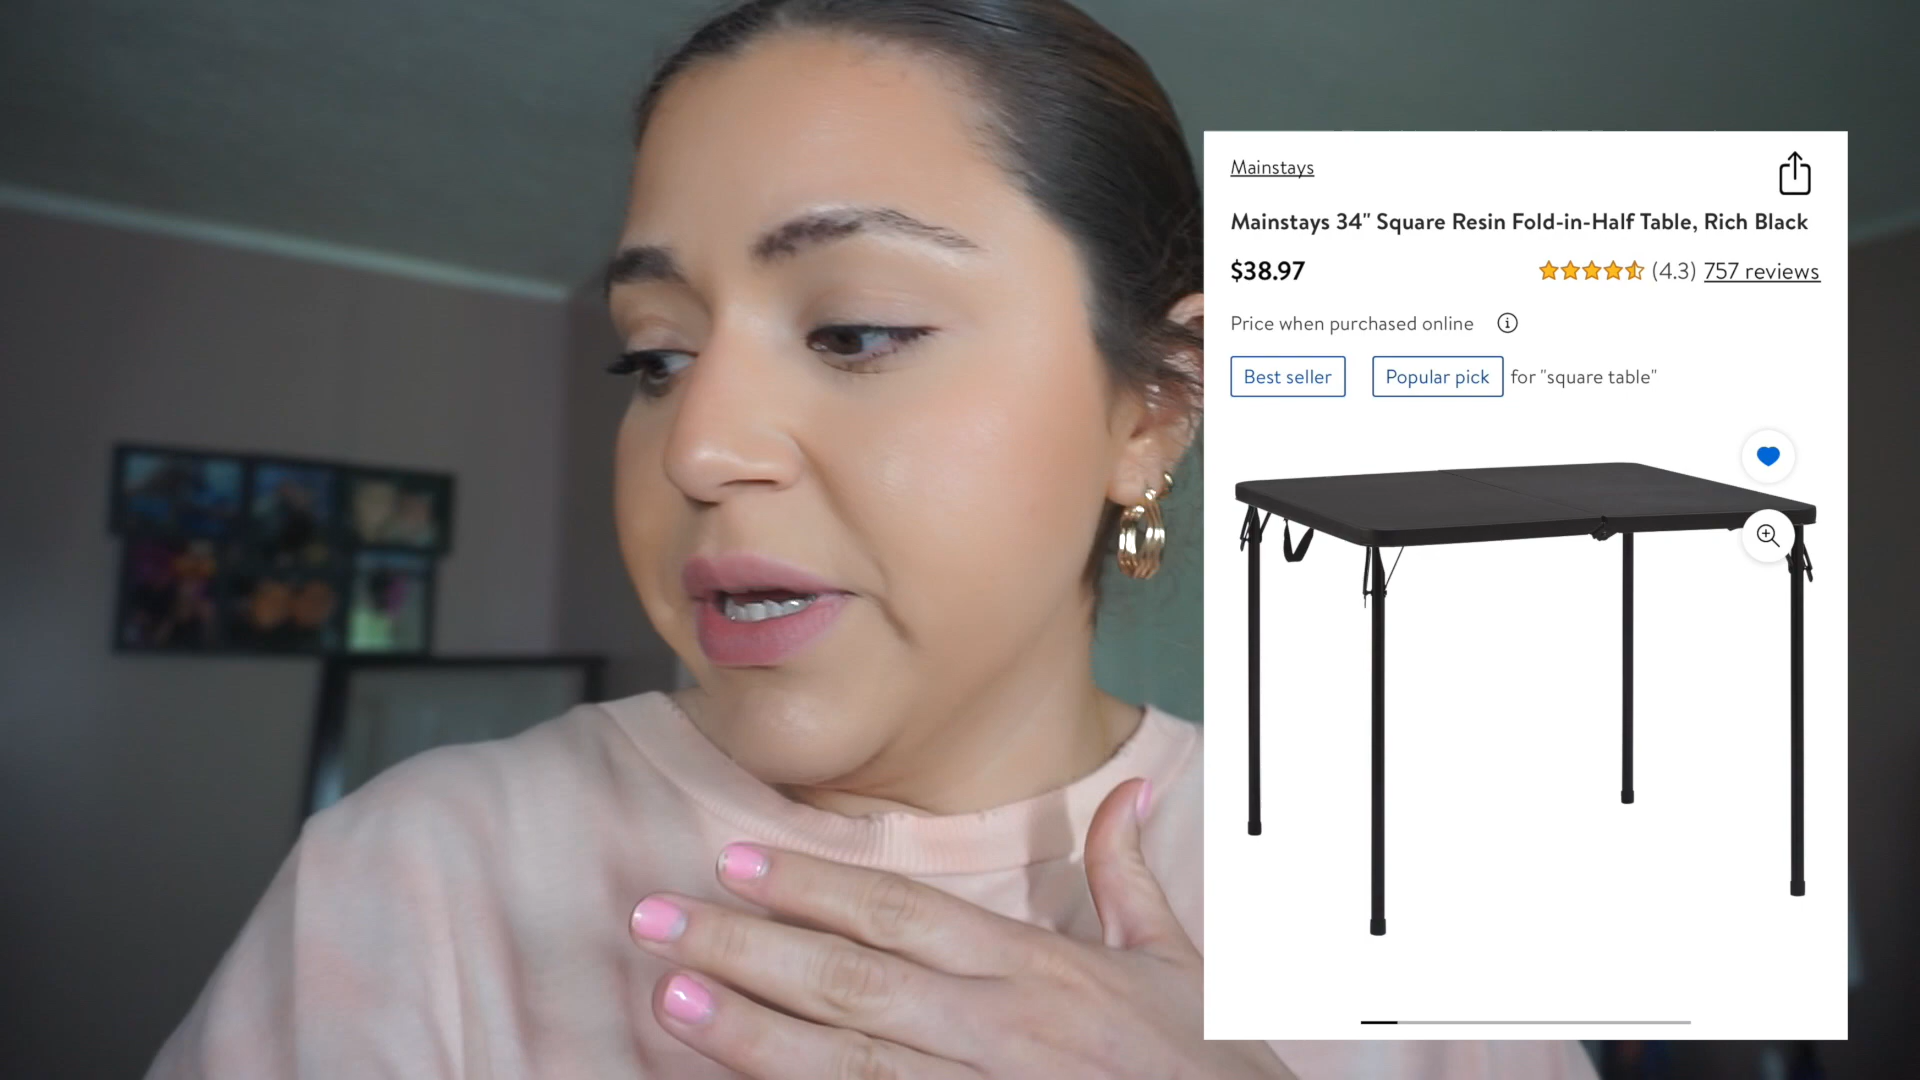 Mainstays
Mainstays 34" Square Resin Fold-in-Half Table, Rich Black
$38.97 (4.3) 757 reviews
Price when purchased online
Best seller Popular pick for "square table"